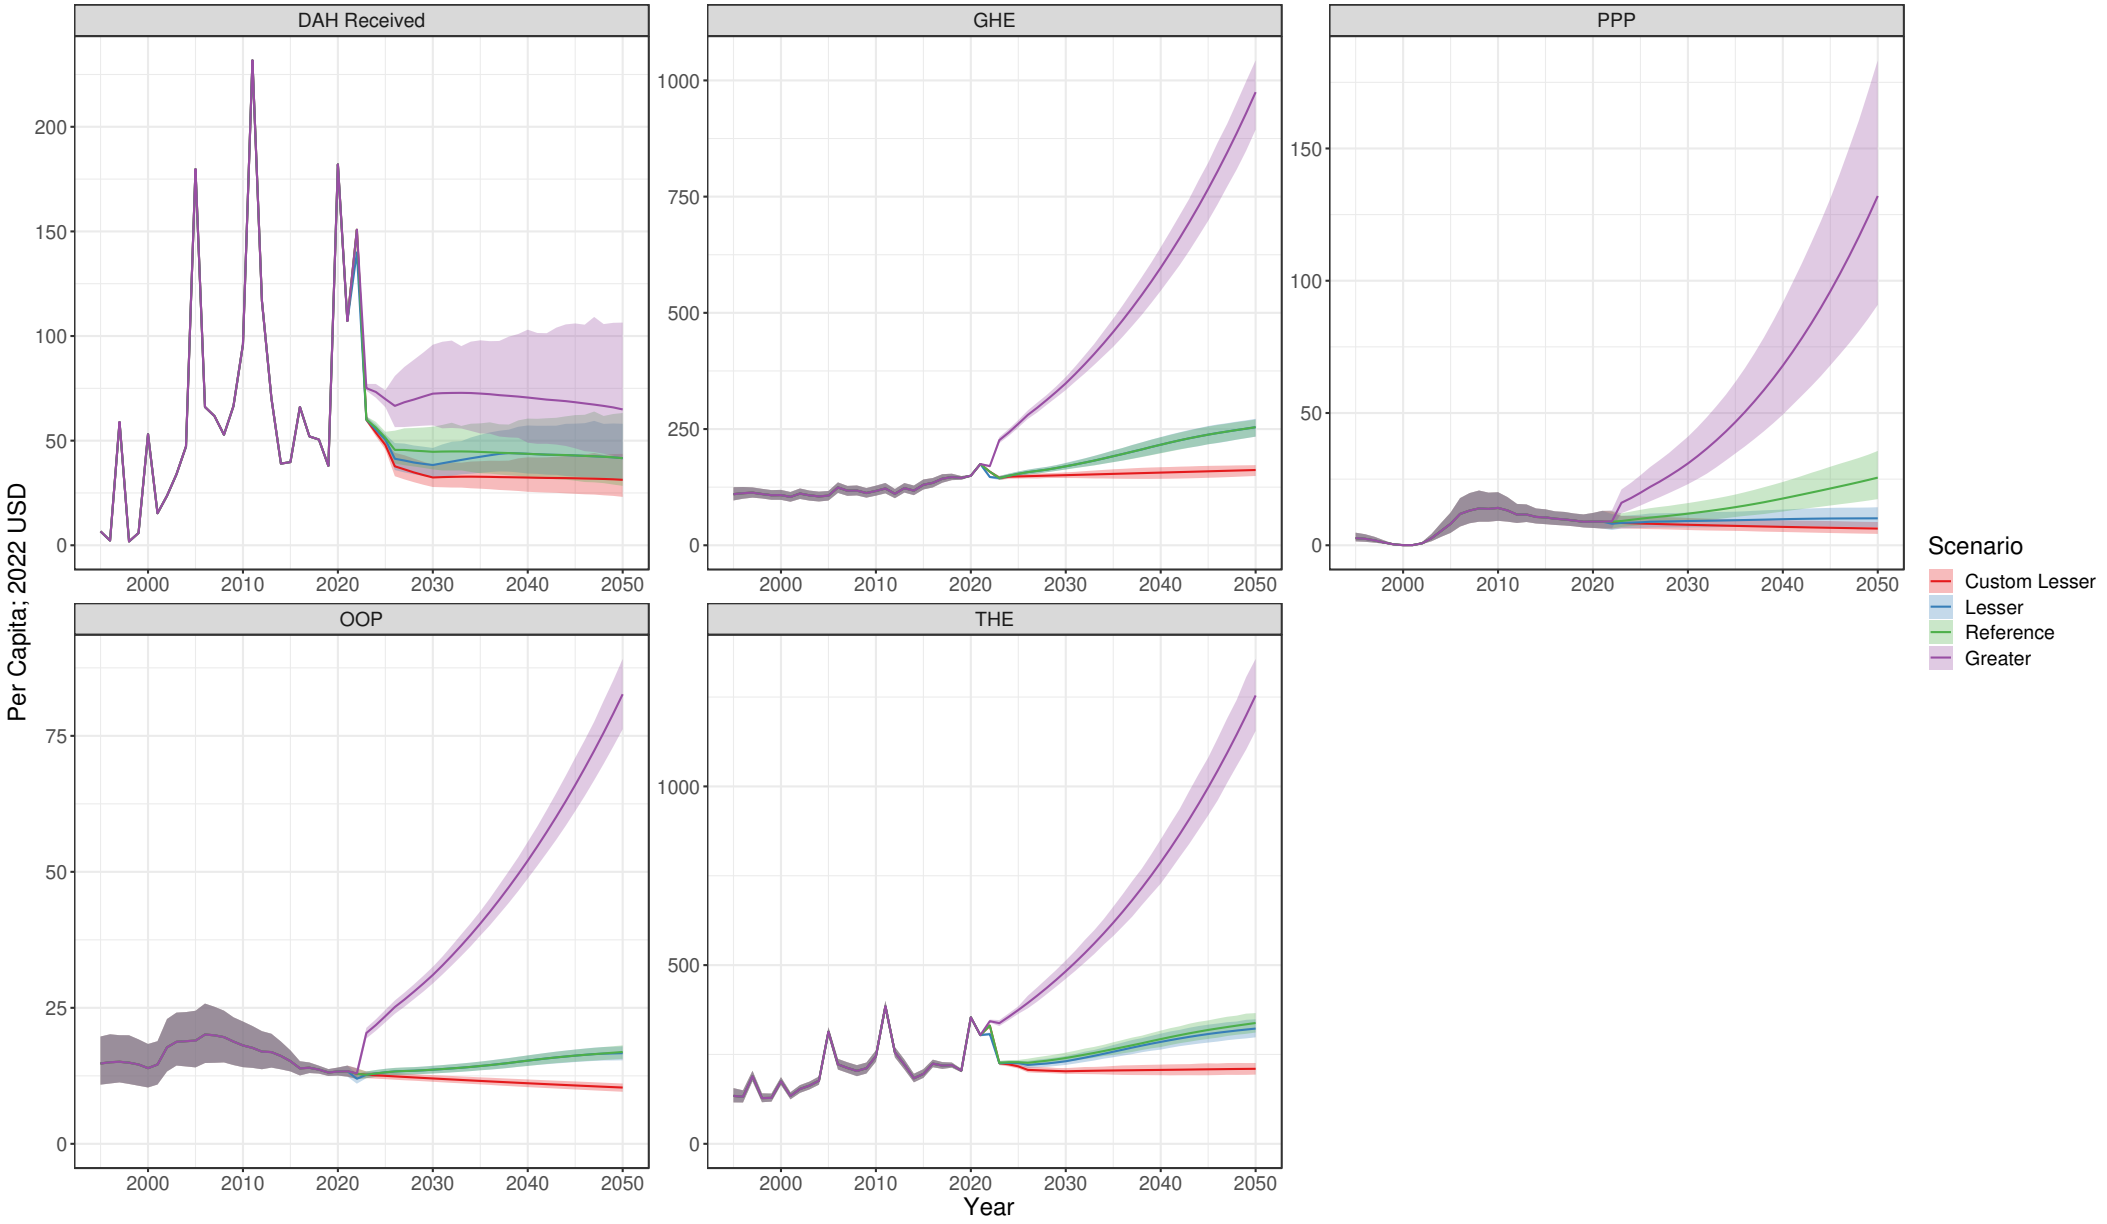 DAH Received
GHE
PPP
200
150
100
50
0
1000
750
500
250
0
150
100
50
0
2000 2010 2020 2030 2040 2050
2000 2010 2020 2030 2040 2050
2000 2010 2020 2030 2040 2050
Per Capita; 2022 USD
OOP
THE
75
50
25
0
1000
500
0
2000 2010 2020 2030 2040 2050
2000 2010 2020 2030 2040 2050
Year
Scenario
Custom Lesser
Lesser
Reference
Greater